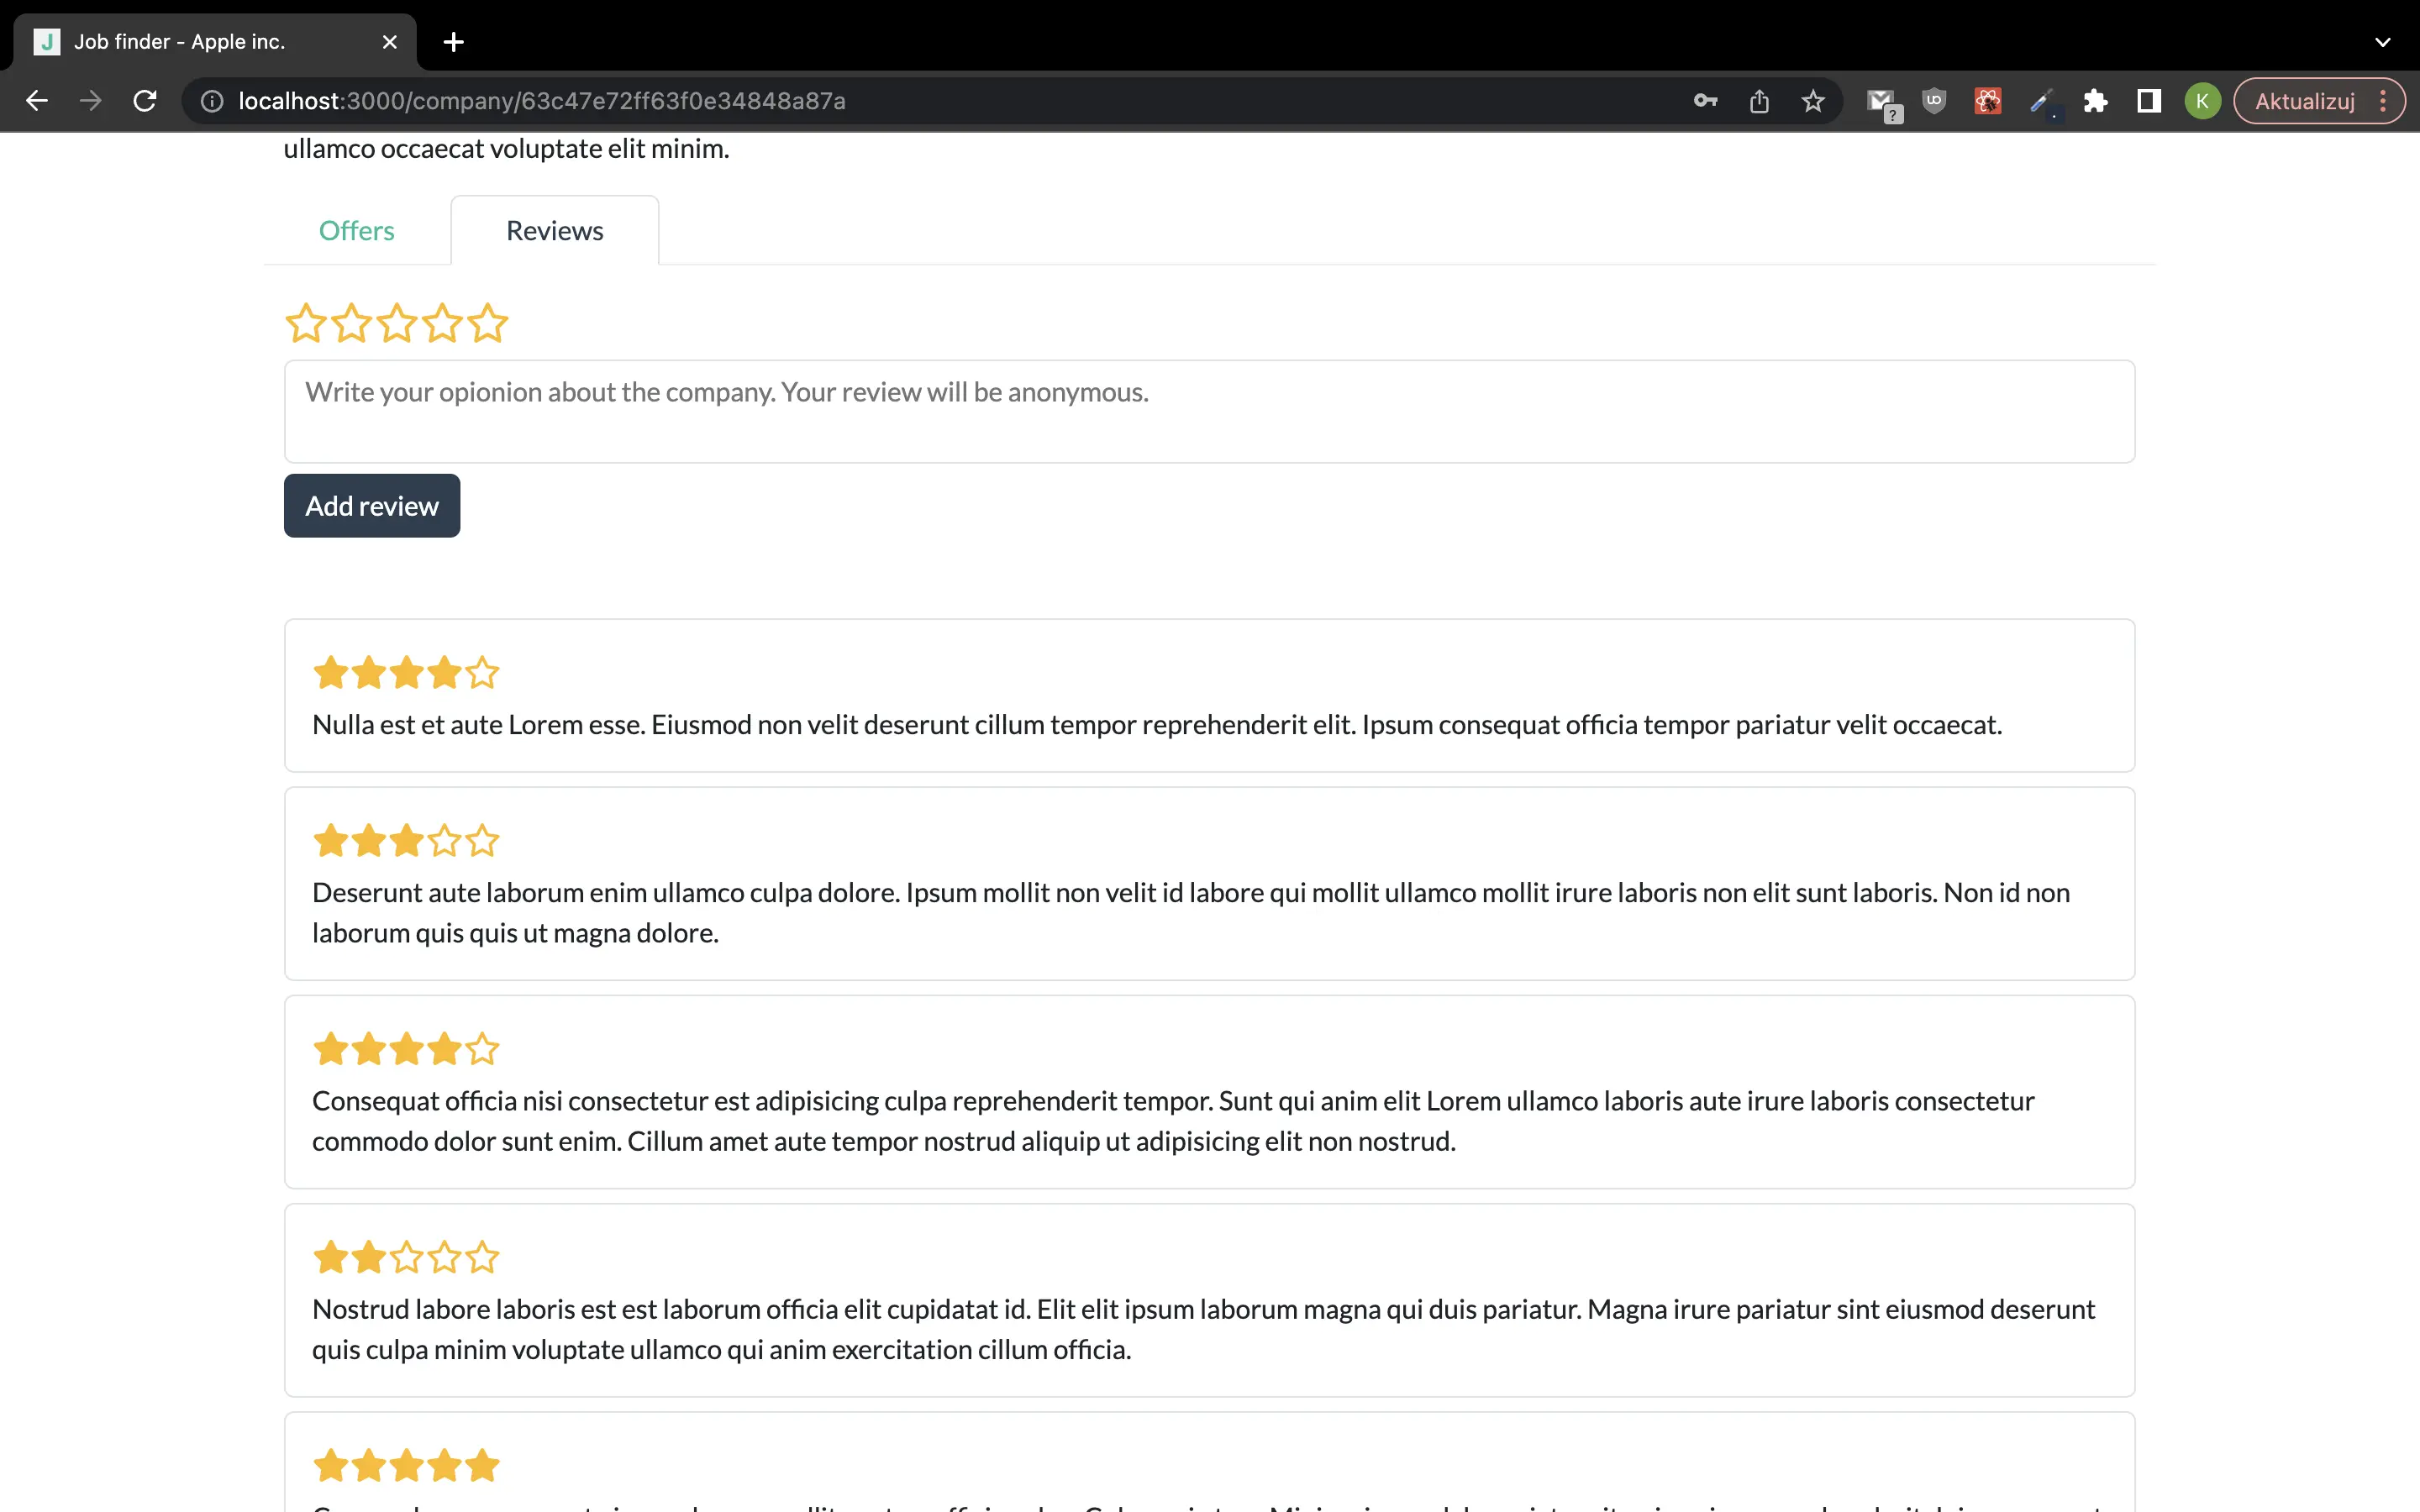 Job finder - Apple inc.
localhost:3000/company/63c47e72ff63f0e34848a87a
?
UO
K
Aktualizuj
ullamco occaecat voluptate elit minim.
Offers
Reviews
Write your opionion about the company. Your review will be anonymous.
Add review
Nulla est et aute Lorem esse. Eiusmod non velit deserunt cillum tempor reprehenderit elit. Ipsum consequat officia tempor pariatur velit occaecat.
Deserunt aute laborum enim ullamco culpa dolore. Ipsum mollit non velit id labore qui mollit ullamco mollit irure laboris non elit sunt laboris. Non id non
laborum quis quis ut magna dolore.
Consequat officia nisi consectetur est adipisicing culpa reprehenderit tempor. Sunt qui anim elit Lorem ullamco laboris aute irure laboris consectetur
commodo dolor sunt enim. Cillum amet aute tempor nostrud aliquip ut adipisicing elit non nostrud.
Nostrud labore laboris est est laborum officia elit cupidatat id. Elit elit ipsum laborum magna qui duis pariatur. Magna irure pariatur sint eiusmod deserunt
quis culpa minim voluptate ullamco qui anim exercitation cillum officia.